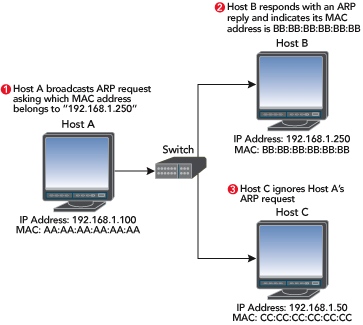 1 Host A broadcasts ARP request
asking which MAC address
belongs to "192.168.1.250"
Host A
IP Address: 192.168.1.100
MAC: AA:AA:AA:AA:AA:AA
Switch
2 Host B responds with an ARP
reply and indicates its MAC
address is BB:BB:BB:BB:BB:BB
Host B
IP Address: 192.168.1.250
MAC: BB:BB:BB:BB:BB:BB
3 Host C ignores Host A's
ARP request
Host C
IP Address: 192.168.1.50
MAC: CC:CC:CC:CC:CC:CC